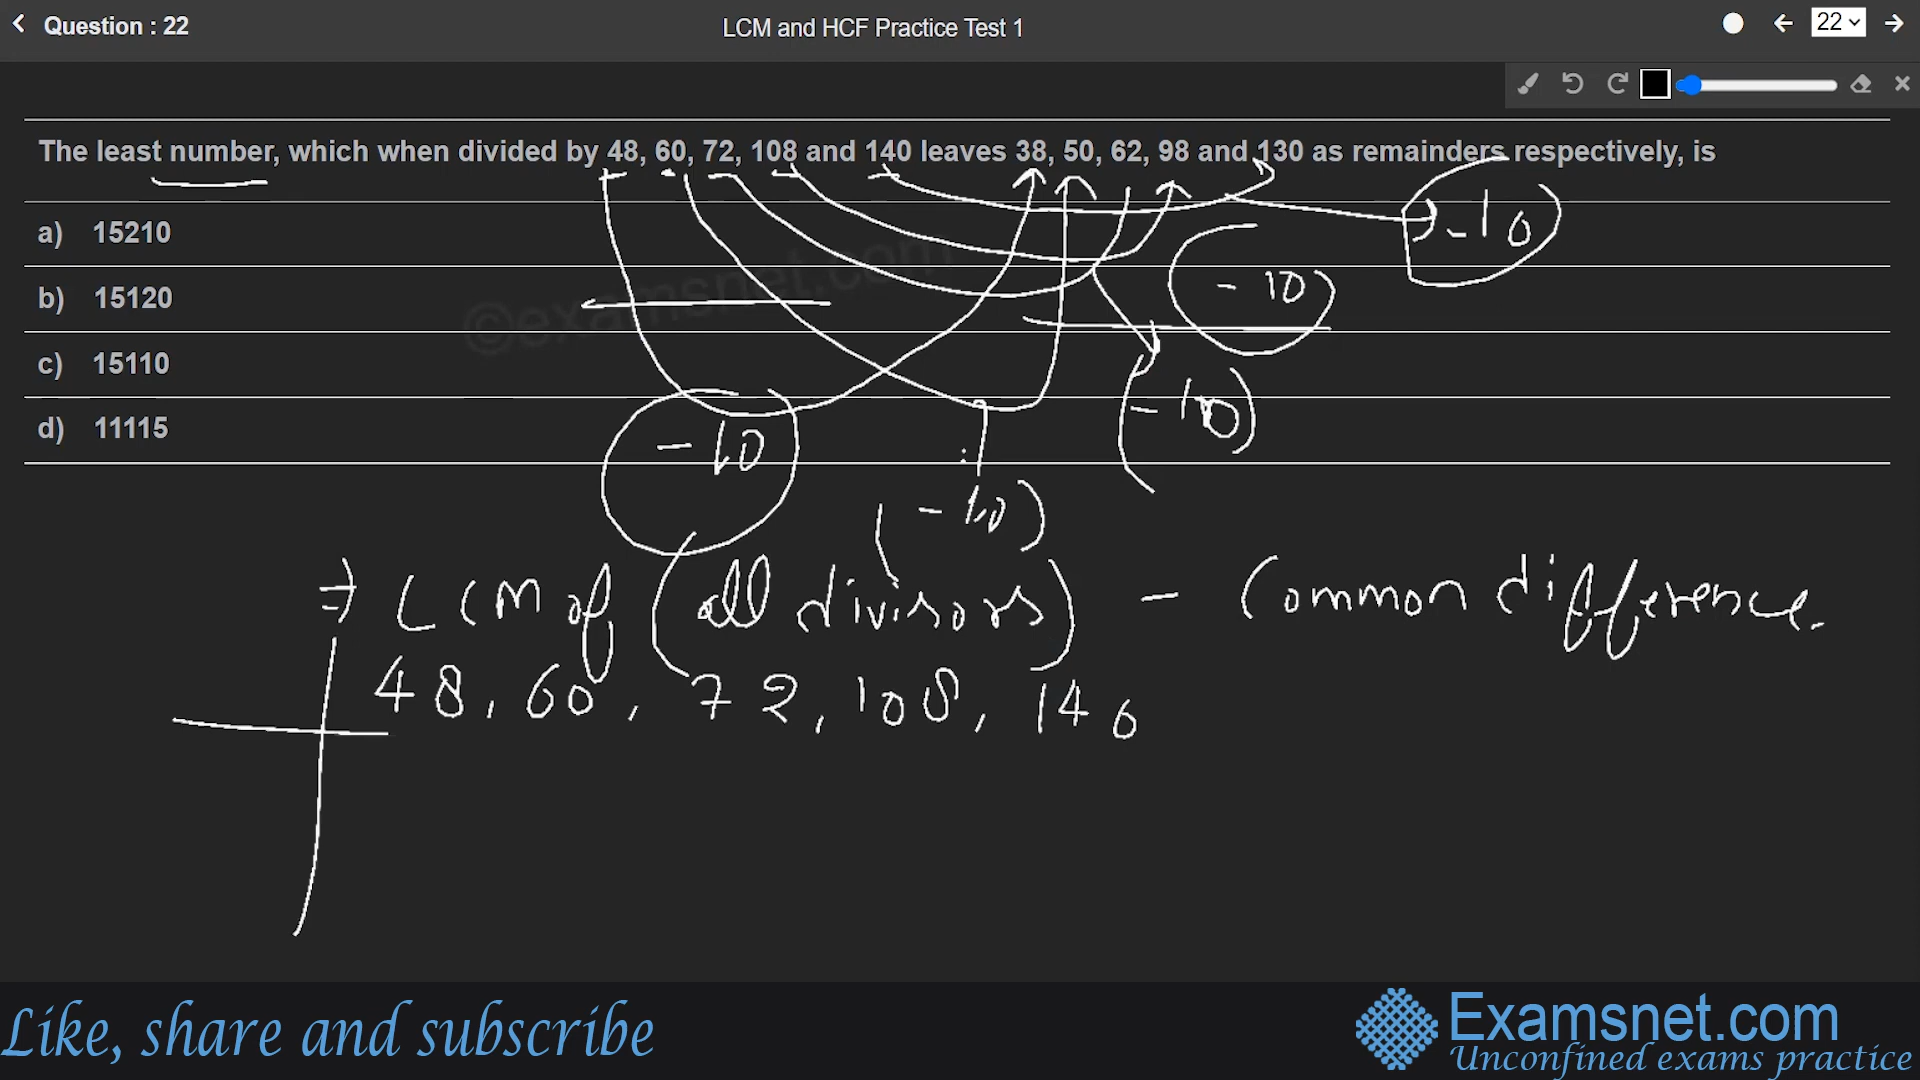 Question : 22
LCM and HCF Practice Test 1
22
The least number, which when divided by 48, 60, 72, 108 and 140 leaves 38, 50, 62, 98 and 130 as remainders respectively, is
-10
a) 15210
-10
b) 15120
©examsnet.com
c) 15110
-10
d) 11115
-10
(-10)
⇒ LCM of (all divisors) - Common difference.
48, 60, 72, 108, 140
Like, share and subscribe
Examsnet.com
Unconfined exams practice